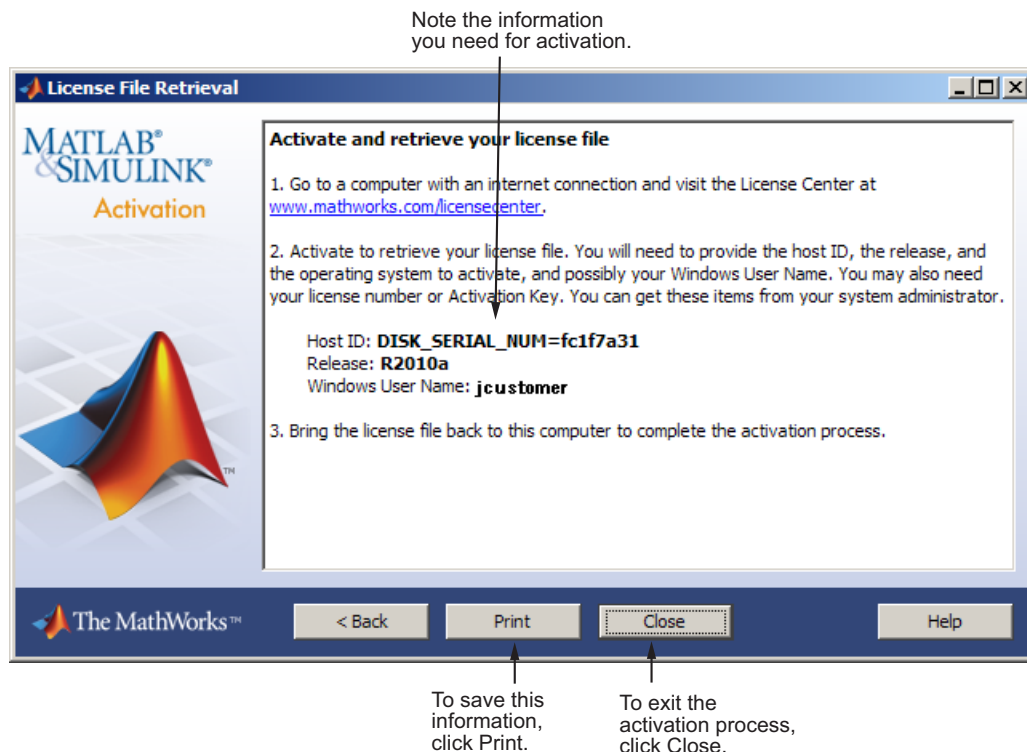 Note the information
you need for activation.
License File Retrieval
MATLAB®
&SIMULINK®
Activation
Activate and retrieve your license file
1. Go to a computer with an internet connection and visit the License Center at
www.mathworks.com/licensecenter.
2. Activate to retrieve your license file. You will need to provide the host ID, the release, and
the operating system to activate, and possibly your Windows User Name. You may also need
your license number or Activation Key. You can get these items from your system administrator.
Host ID: DISK_SERIAL_NUM=fc1f7a31
Release: R2010a
Windows User Name: jcustomer
3. Bring the license file back to this computer to complete the activation process.
TM
The MathWorks™
< Back
Print
Close
Help
To save this
information,
click Print.
To exit the
activation process,
click Close.